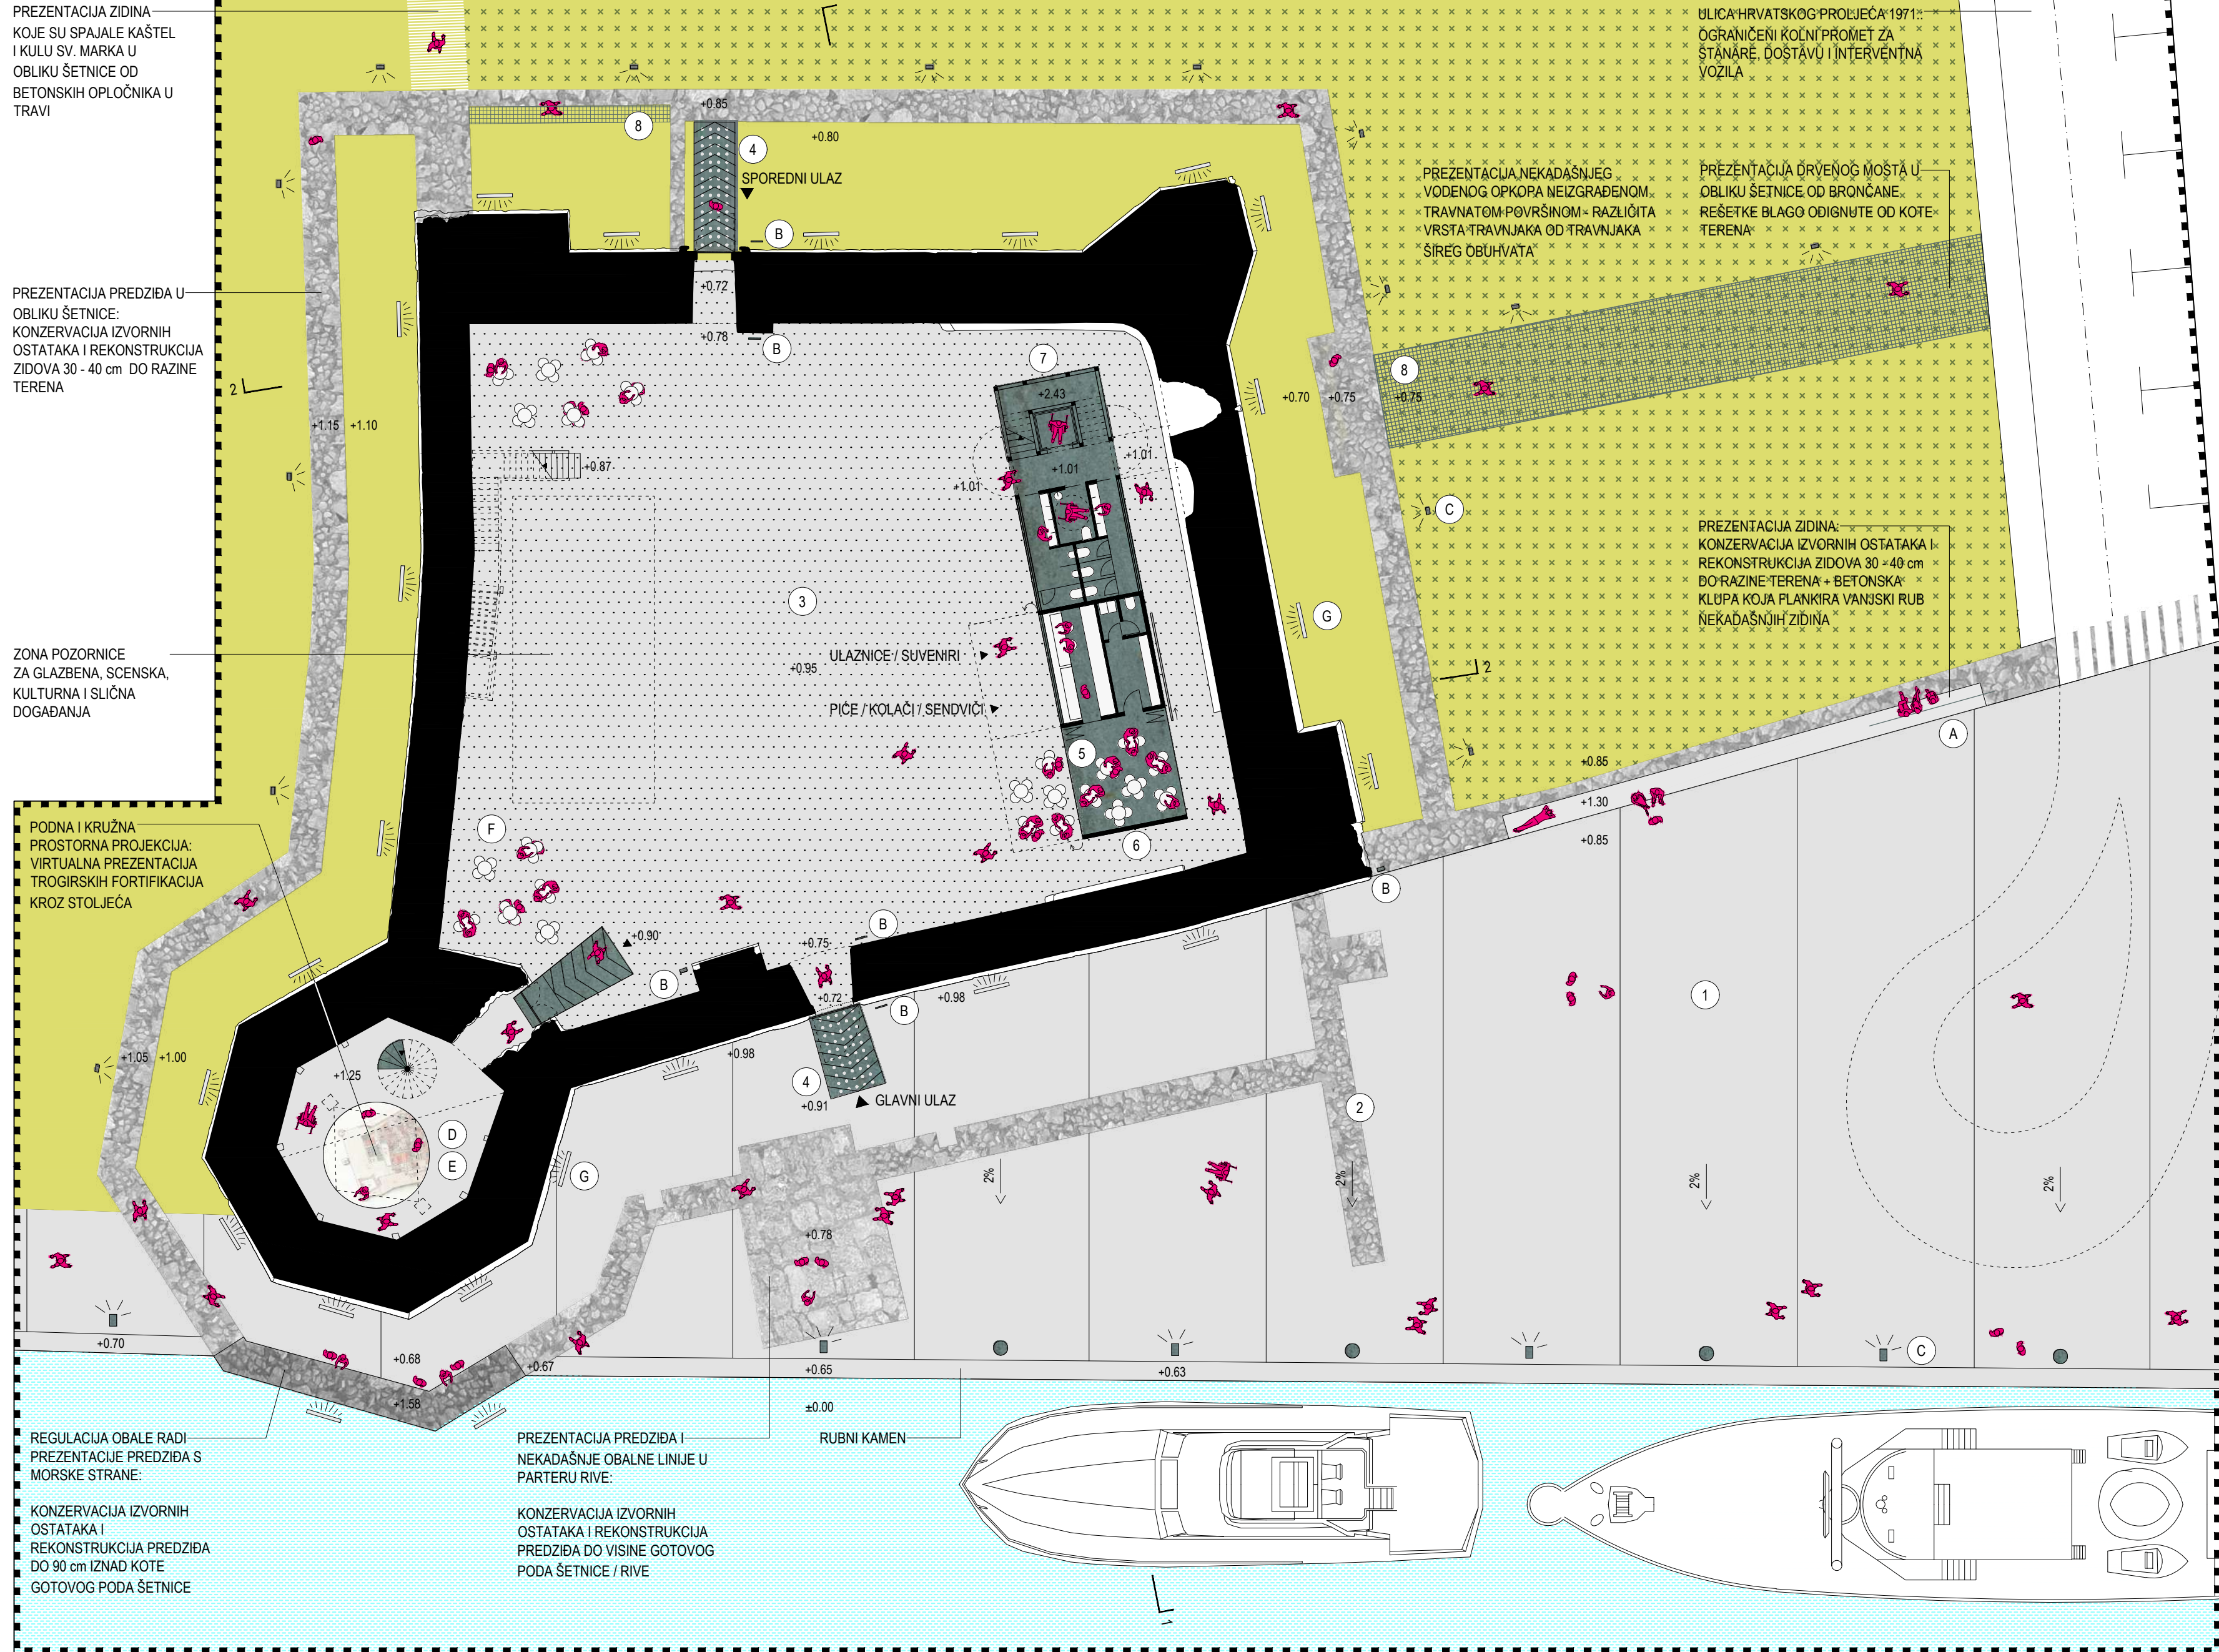 PREZENTACIJA ZIDINA
KOJE SU SPAJALE KAŠTEL
I KULU SV. MARKA U
OBLIKU ŠETNICE OD
BETONSKIH OPLOČNIKA U
TRAVI
ULICA HRVATSKOG PROLJEĆA 1971.:
OGRANIČENI KOLNI PROMET ZA
STANARE, DOSTAVU I INTERVENTNA
VOZILA
+0.85
8
4
+0.80
SPOREDNI ULAZ
B
PREZENTACIJA NEKADAŠNJEG
VODENOG OPKOPA NEIZGRAĐENOM
TRAVNATOM POVRŠINOM - RAZLIČITA
VRSTA TRAVNJAKA OD TRAVNJAKA
ŠIREG OBUHVATA
PREZENTACIJA DRVENOG MOSTA U
OBLIKU ŠETNICE OD BRONČANE
REŠETKE BLAGO ODIGNUTE OD KOTE
TERENA
PREZENTACIJA PREDZIĐA U
OBLIKU ŠETNICE:
KONZERVACIJA IZVORNIH
OSTATAKA I REKONSTRUKCIJA
ZIDOVA 30 - 40 cm DO RAZINE
TERENA
+0.72
+0.78
B
2
7
8
+2.43
+0.70
+0.75
+0.75
+1.15
+1.10
+0.87
+1.01
+1.01
+1.01
C
PREZENTACIJA ZIDINA:
KONZERVACIJA IZVORNIH OSTATAKA I
REKONSTRUKCIJA ZIDOVA 30 - 40 cm
DO RAZINE TERENA + BETONSKA
KLUPA KOJA FLANKIRA VANJSKI RUB
NEKADAŠNJIH ZIDINA
3
G
ZONA POZORNICE
ZA GLAZBENA, SCENSKA,
KULTURNA I SLIČNA
DOGAĐANJA
ULAZNICE / SUVENIRI
+0.95
PIĆE / KOLAČI / SENDVIČI
2
A
5
+0.85
+1.30
+0.85
F
6
B
PODNA I KRUŽNA
PROSTORNA PROJEKCIJA:
VIRTUALNA PREZENTACIJA
TROGIRSKIH FORTIFIKACIJA
KROZ STOLJEĆA
+0.90
+0.75
B
B
+0.72
B
+0.98
1
+1.05
+1.00
+1.25
+0.98
4
+0.91
GLAVNI ULAZ
2
D
E
G
2%
2%
2%
2%
+0.78
+0.70
+0.68
+0.67
+0.65
+0.63
C
+1.58
±0.00
REGULACIJA OBALE RADI
PREZENTACIJE PREDZIĐA S
MORSKE STRANE:
KONZERVACIJA IZVORNIH
OSTATAKA I
REKONSTRUKCIJA PREDZIĐA
DO 90 cm IZNAD KOTE
GOTOVOG PODA ŠETNICE
PREZENTACIJA PREDZIĐA I
NEKADAŠNJE OBALNE LINIJE U
PARTERU RIVE:
KONZERVACIJA IZVORNIH
OSTATAKA I REKONSTRUKCIJA
PREDZIĐA DO VISINE GOTOVOG
PODA ŠETNICE / RIVE
RUBNI KAMEN
1